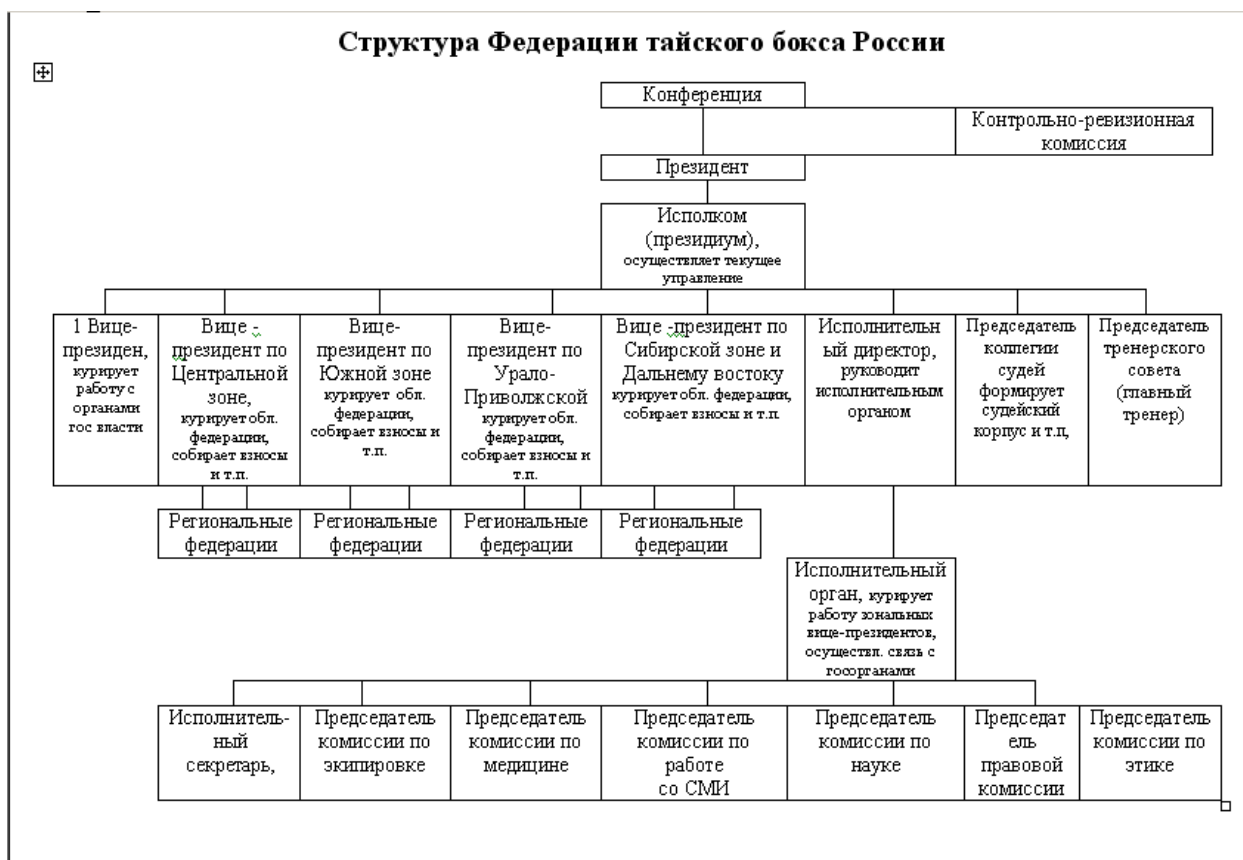 Структура Федерации тайского бокса России
Конференция
Контрольно-ревизионная
комиссия
Президент
Исполком
(президиум),
осуществляет текущее
управление
1 Вице-
президен,
курирует
работу с
органами
гос власти
Вице -
президент по
Центральной
зоне,
курирует обл.
федерации,
собирает взносы
и т.п.
Вице-
президент по
Южной зоне
курирует обл.
федерации,
собирает взносы и
т.п.
Вице-
президент по
Урало-
Приволжской
курирует обл.
федерации,
собирает взносы и
т.п.
Вице -президент по
Сибирской зоне и
Дальнему востоку
курирует обл. федерации,
собирает взносы и т.п.
Исполнительн
ый директор,
руководит
исполнительным
органом
Председатель
коллегии
судей
формирует
судейский
корпус и т.п,
Председатель
тренерского
совета
(главный
тренер)
Региональные
федерации
Региональные
федерации
Региональные
федерации
Региональные
федерации
Исполнительный
орган, курирует
работу зональных
вице-президентов,
осуществл. связь с
госорганами
Исполнитель-
ный
секретарь,
Председатель
комиссии по
экипировке
Председатель
комиссии по
медицине
Председатель
комиссии по
работе
со СМИ
Председатель
комиссии по
науке
Председат
ель
правовой
комиссии
Председатель
комиссии по
этике